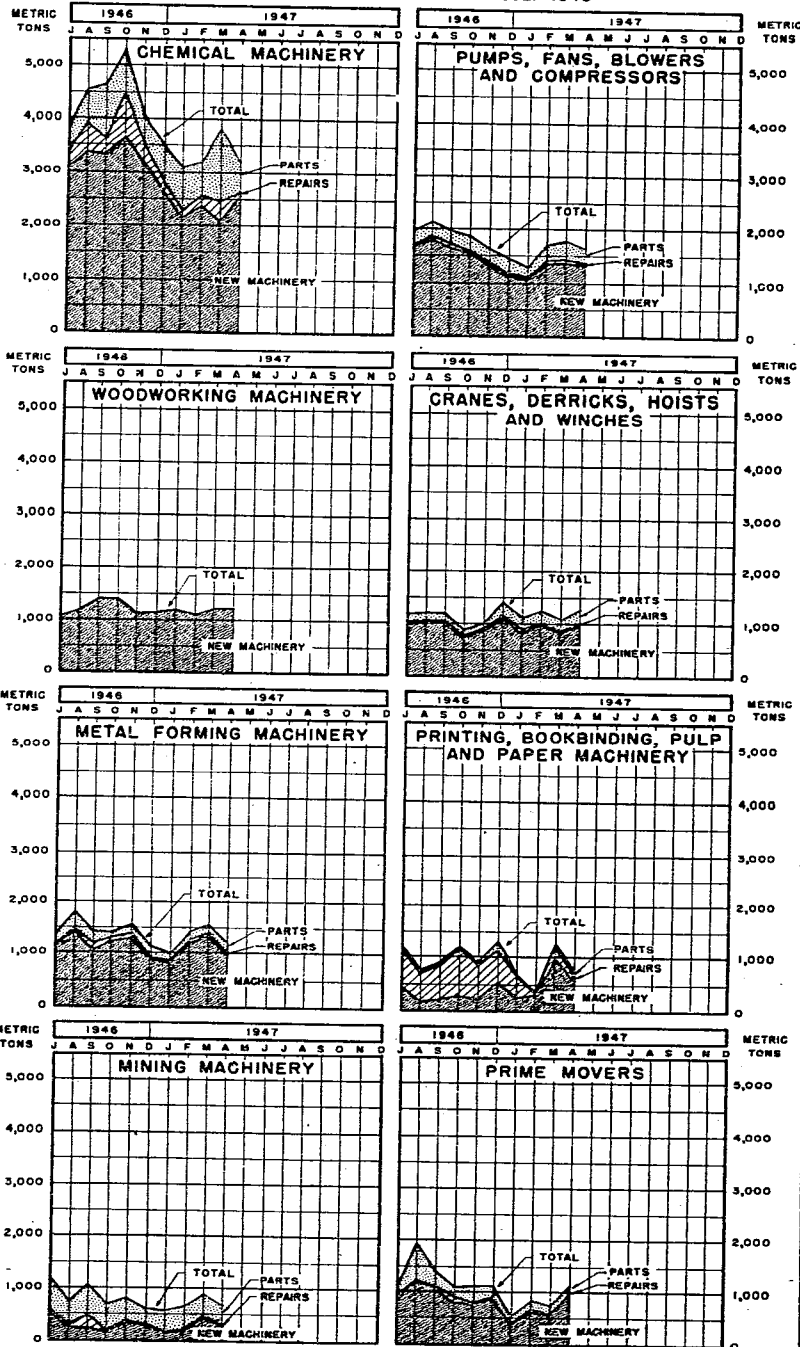 1946 1947
METRIC TONS
J A S O N D J F M A M J J A S O N D
CHEMICAL MACHINERY
5,000
4,000
3,000
2,000
1,000
0
TOTAL
PARTS
REPAIRS
NEW MACHINERY
1946 1947
METRIC TONS
J A S O N D J F M A M J J A S O N D
PUMPS, FANS, BLOWERS
AND COMPRESSORS
5,000
4,000
3,000
2,000
1,000
0
TOTAL
PARTS
REPAIRS
NEW MACHINERY
METRIC TONS
1946 1947
J A S O N D J F M A M J J A S O N D
WOODWORKING MACHINERY
5,000
4,000
3,000
2,000
1,000
0
TOTAL
NEW MACHINERY
1946 1947
METRIC TONS
J A S O N D J F M A M J J A S O N D
CRANES, DERRICKS, HOISTS
AND WINCHES
5,000
4,000
3,000
2,000
1,000
0
TOTAL
PARTS
REPAIRS
NEW MACHINERY
METRIC TONS
1946 1947
J A S O N D J F M A M J J A S O N D
METAL FORMING MACHINERY
5,000
4,000
3,000
2,000
1,000
0
TOTAL
PARTS
REPAIRS
NEW MACHINERY
1946 1947
METRIC TONS
J A S O N D J F M A M J J A S O N D
PRINTING, BOOKBINDING, PULP
AND PAPER MACHINERY
5,000
4,000
3,000
2,000
1,000
0
TOTAL
PARTS
REPAIRS
NEW MACHINERY
METRIC TONS
1946 1947
J A S O N D J F M A M J J A S O N D
MINING MACHINERY
5,000
4,000
3,000
2,000
1,000
0
TOTAL
PARTS
REPAIRS
NEW MACHINERY
1946 1947
METRIC TONS
J A S O N D J F M A M J J A S O N D
PRIME MOVERS
5,000
4,000
3,000
2,000
1,000
TOTAL
PARTS
REPAIRS
NEW MACHINERY